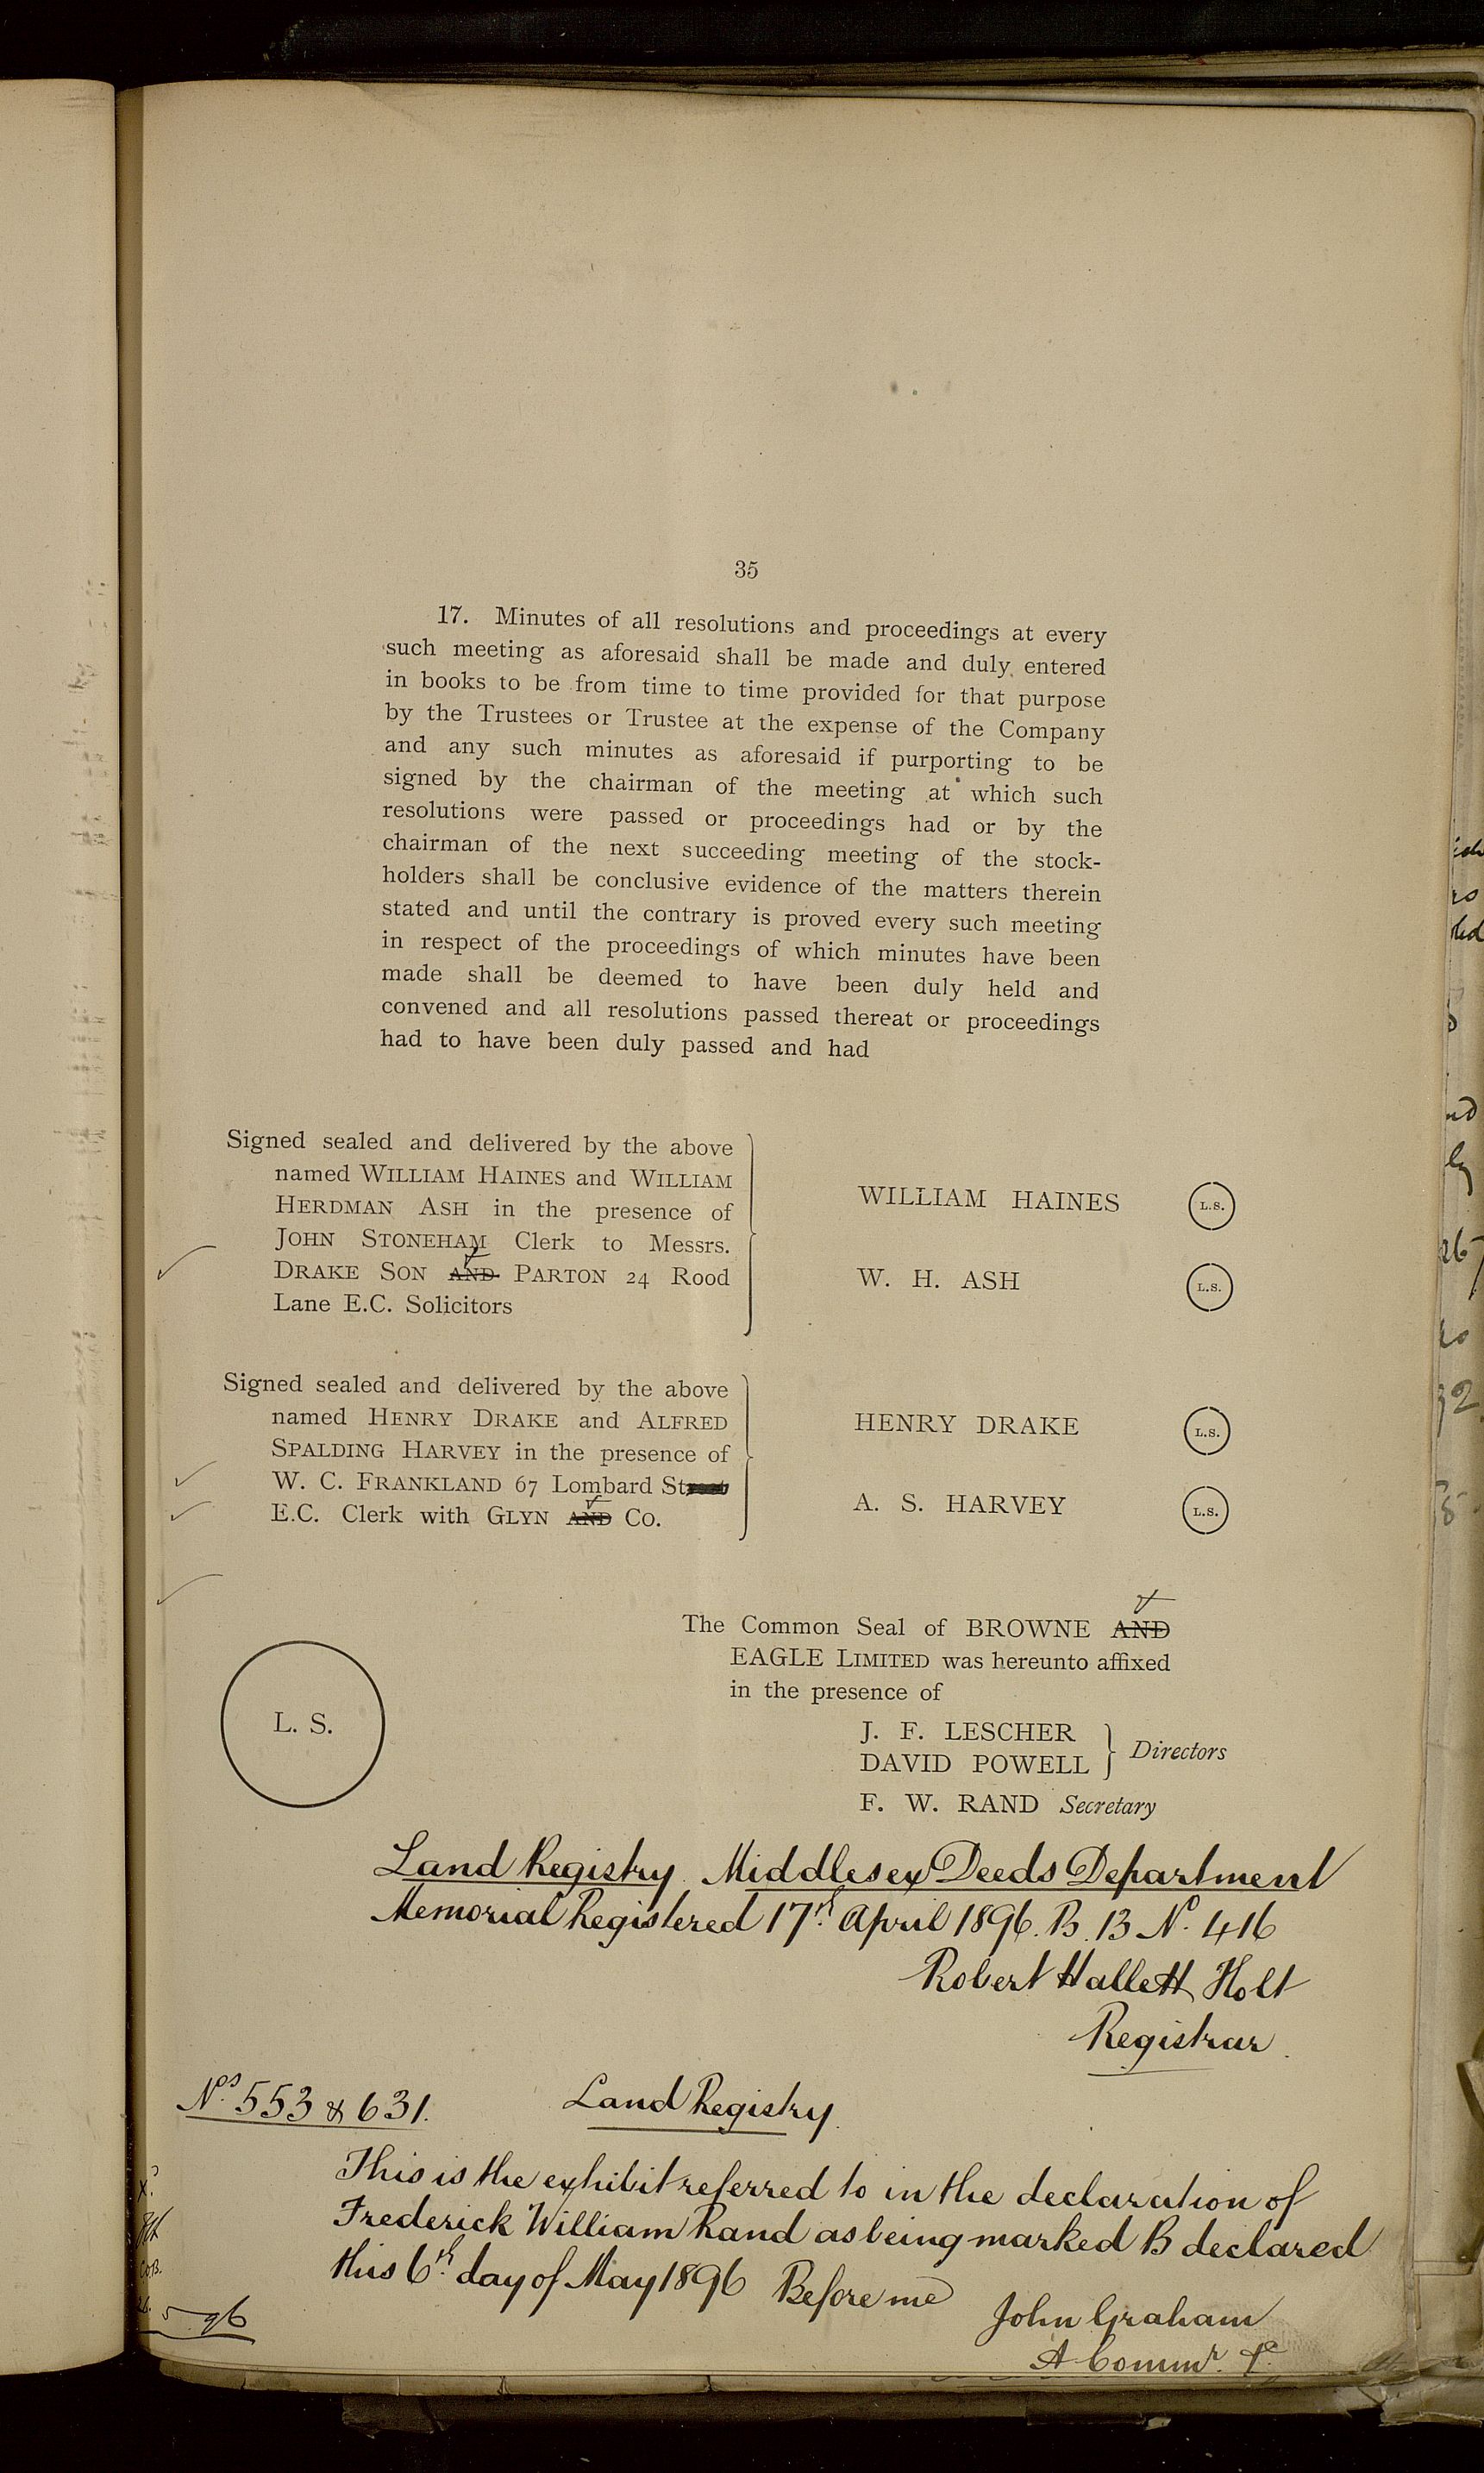 35
17. Minutes of all resolutions and proceedings at every
such meeting as aforesaid shall be made and duly entered
in books to be from time to time provided for that purpose
by the Trustees or Trustee at the expense of the Company
and any such minutes as aforesaid if purporting to be
signed by the chairman of the meeting at which such
resolutions were passed or proceedings had or by the
chairman of the next succeeding meeting of the stock-
holders shall be conclusive evidence of the matters therein
stated and until the contrary is proved every such meeting
in respect of the proceedings of which minutes have been
made shall be deemed to have been duly held and
convened and all resolutions passed thereat or proceedings
had to have been duly passed and had
Signed sealed and delivered by the above
named WILLIAM HAINES and WILLIAM
HERDMAN ASH in the presence of
JOHN STONEHAM Clerk to Messrs.
DRAKE SON AND PARTON 24 Rood
Lane E.C. Solicitors
WILLIAM HAINES L.S.
W. H. ASH L.S.
Signed sealed and delivered by the above
named HENRY DRAKE and ALFRED
SPALDING HARVEY in the presence of
W. C. FRANKLAND 67 Lombard St
E.C. Clerk with GLYN AND CO.
HENRY DRAKE L.S.
A. S. HARVEY L.S.
The Common Seal of BROWNE AND
EAGLE LIMITED was hereunto affixed
in the presence of
L. S.
J. F. LESCHER
DAVID POWELL
Directors
F. W. RAND Secretary
Land Registry Middlesex Deeds Department
Memorial Registered 17th April 1896. B. 13 No. 416
Robert Hallett Holt
Registrar.
Nos 553 & 631.
Land Registry.
This is the exhibit referred to in the declaration of
Frederick William Rand as being marked B declared
this 6th day of May 1896 Before me
John Graham
A Commr. &c.
5 96